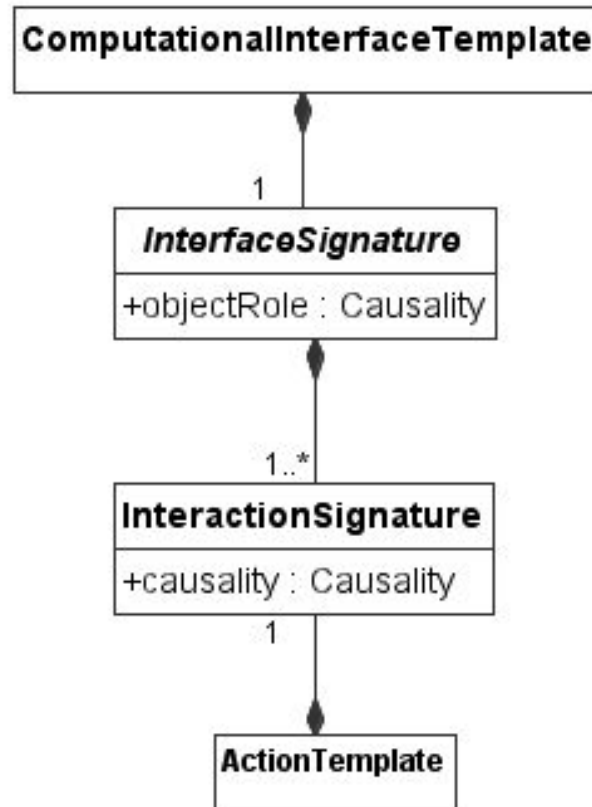 ComputationalInterfaceTemplate
1
InterfaceSignature
+objectRole : Causality
1..*
InteractionSignature
+causality : Causality
1
ActionTemplate